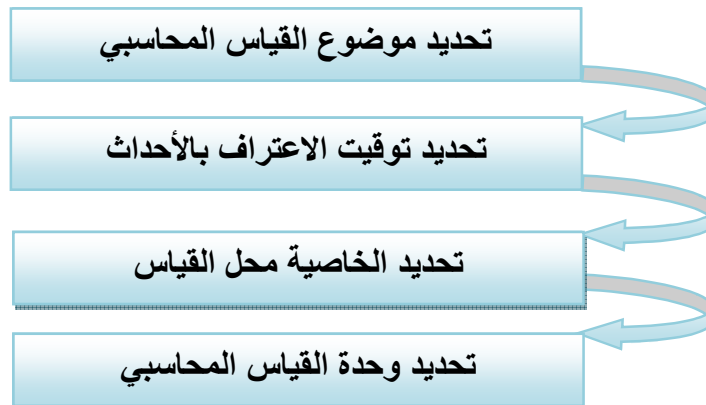 تحديد موضوع القياس المحاسبي
تحديد توقيت الاعتراف بالأحداث
تحديد الخاصية محل القياس
تحديد وحدة القياس المحاسبي